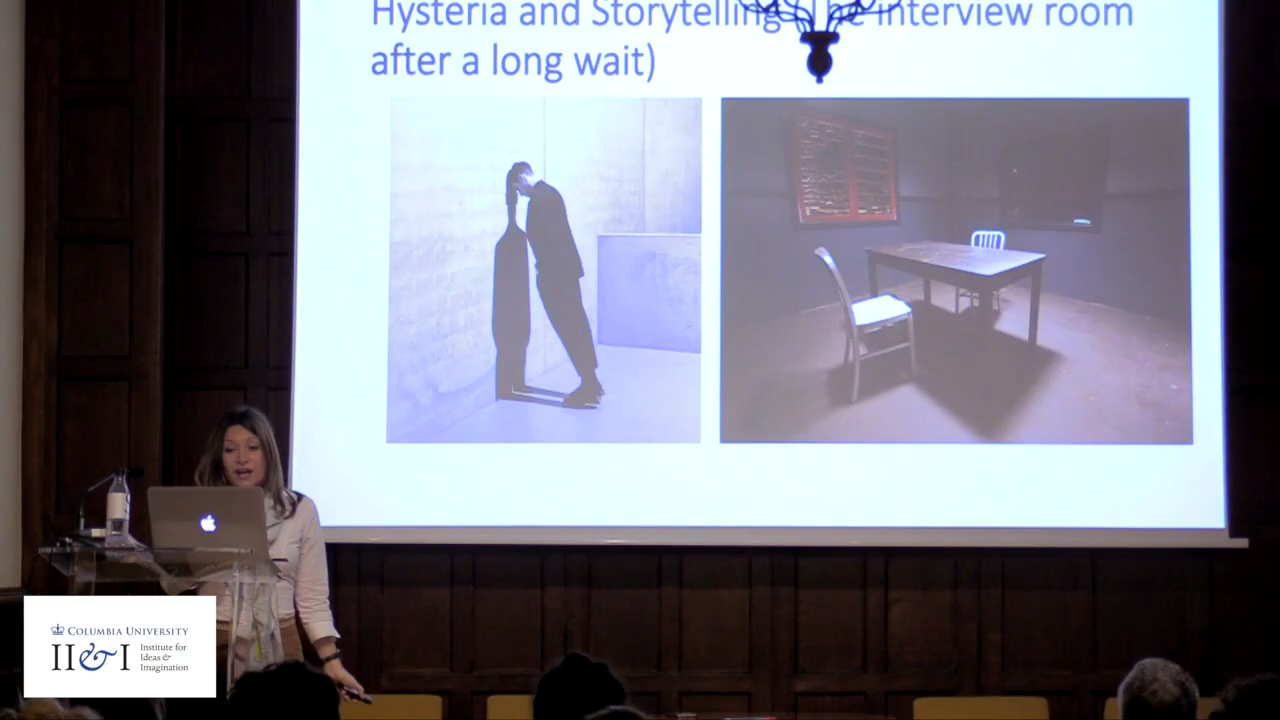 Hysteria and Storytelling interview room
after a long wait)
COLUMBIA UNIVERSITY
II&I
Institute for
Ideas &
Imagination